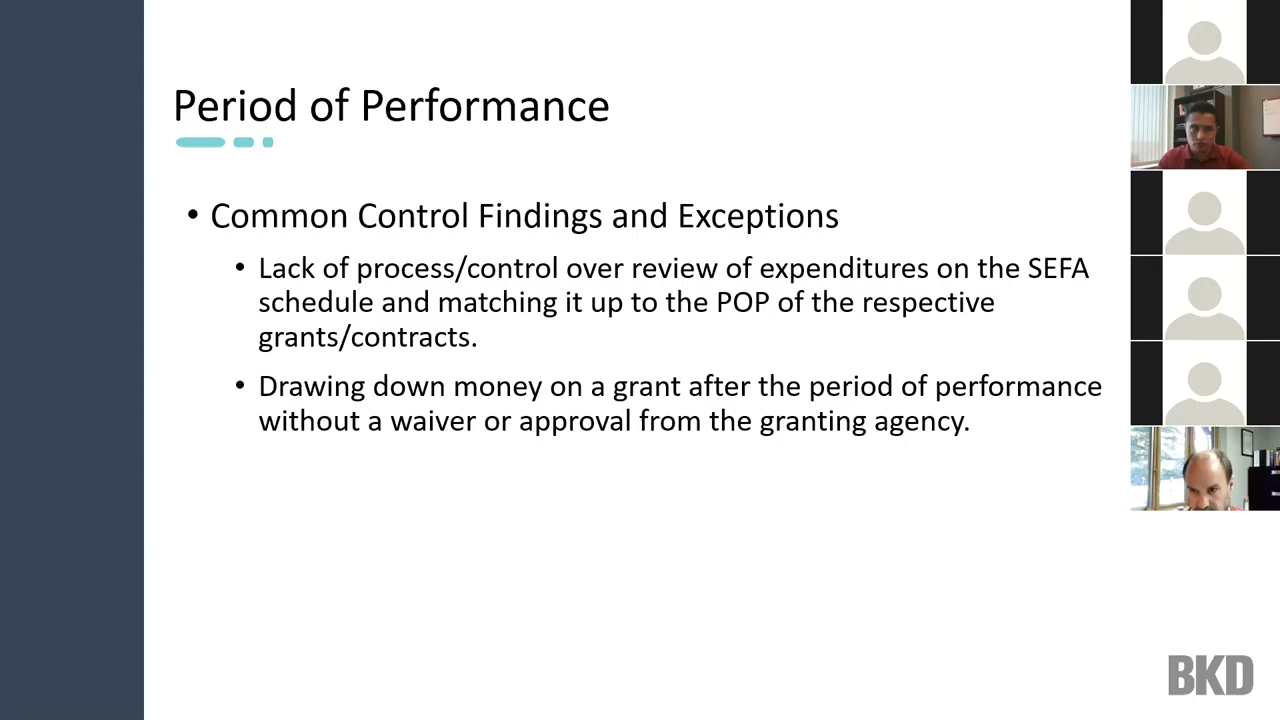 Period of Performance
• Common Control Findings and Exceptions
• Lack of process/control over review of expenditures on the SEFA
schedule and matching it up to the POP of the respective
grants/contracts.
• Drawing down money on a grant after the period of performance
without a waiver or approval from the granting agency.
BKD